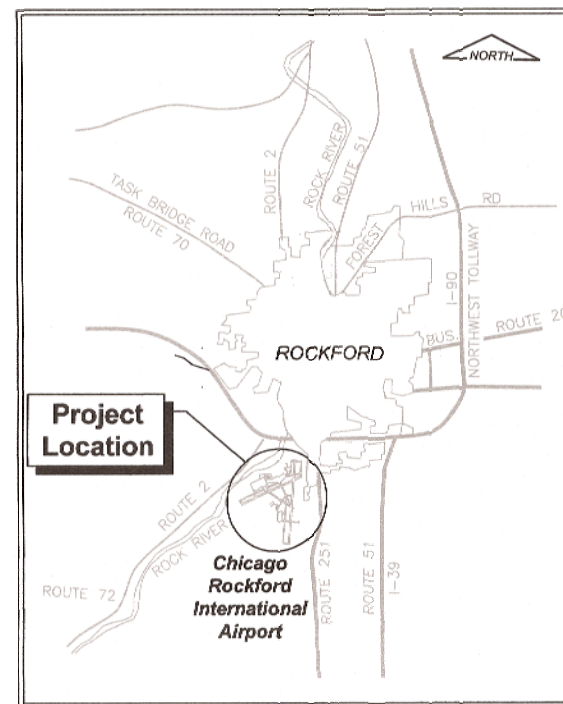 NORTH
ROUTE 2
ROCK RIVER
ROUTE 51
TASK BRIDGE ROAD
ROUTE 70
FOREST
HILLS
RD
I-90
NORTHWEST TOLLWAY
BUS.
ROUTE 20
ROCKFORD
Project
Location
ROUTE 2
ROCK RIVER
ROUTE 72
Chicago
Rockford
International
Airport
ROUTE 251
ROUTE 51
I-39